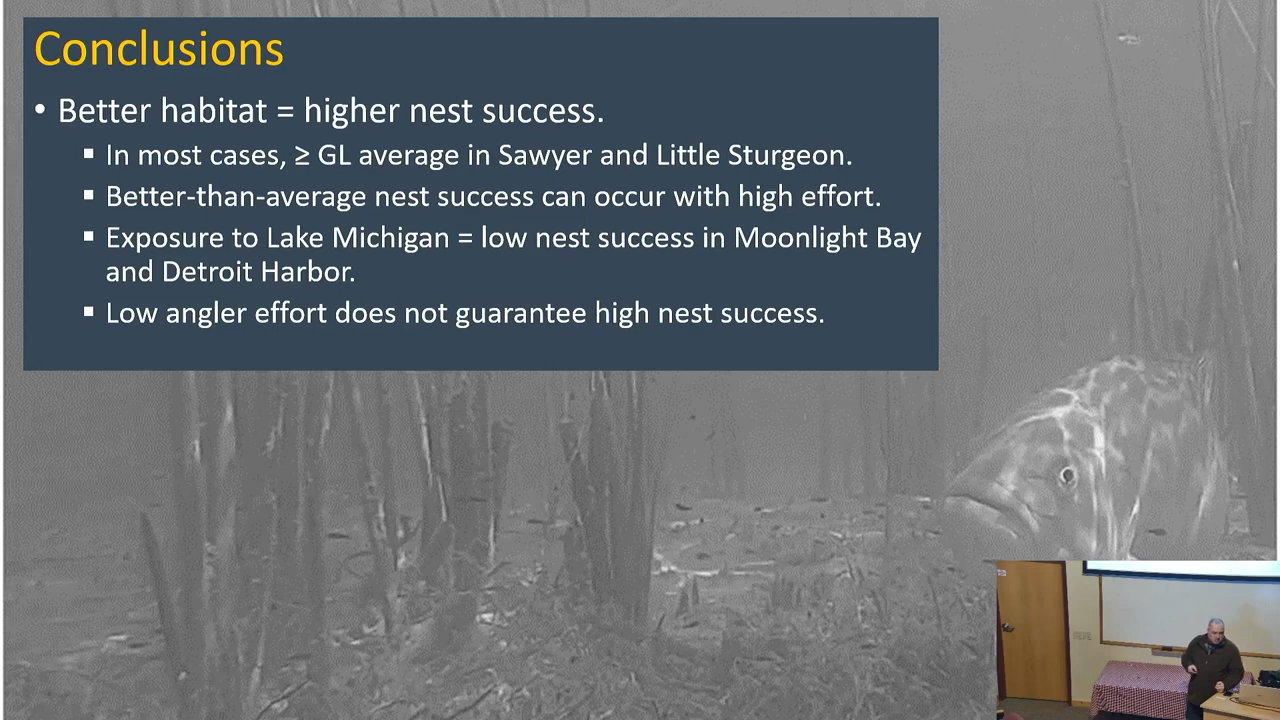 Conclusions
• Better habitat = higher nest success.
▪ In most cases, ≥ GL average in Sawyer and Little Sturgeon.
▪ Better-than-average nest success can occur with high effort.
▪ Exposure to Lake Michigan = low nest success in Moonlight Bay
and Detroit Harbor.
▪ Low angler effort does not guarantee high nest success.